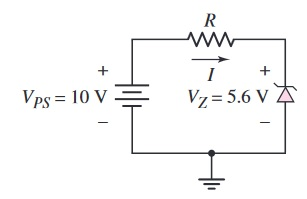 R
+
I
+
V_PS = 10 V
V_Z = 5.6 V
–
–